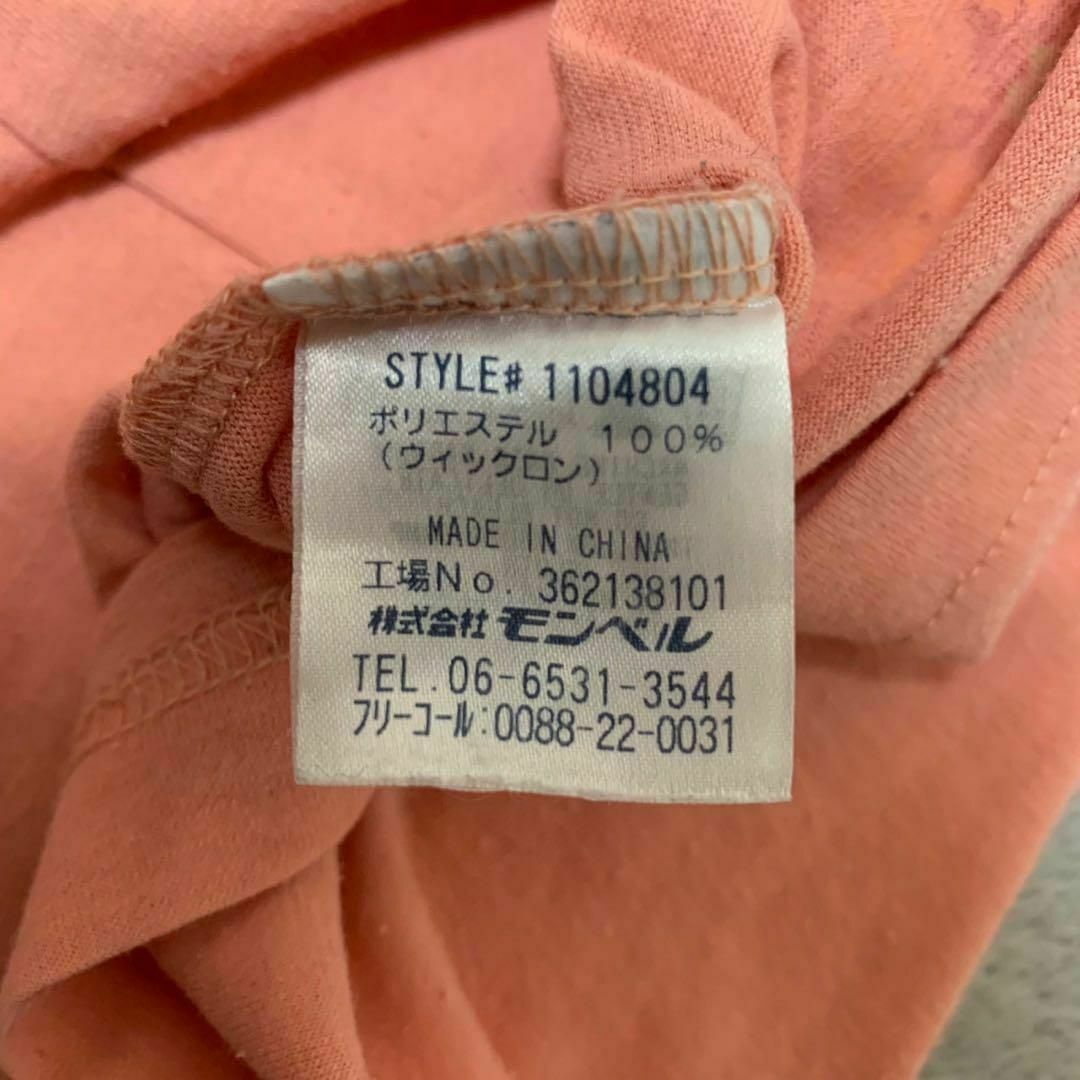 STYLE# 1104804
ポリエステル 100%
(ウィックロン)
MADE IN CHINA
工場No. 362138101
株式会社 モンベル
TEL.06-6531-3544
フリーコール:0088-22-0031